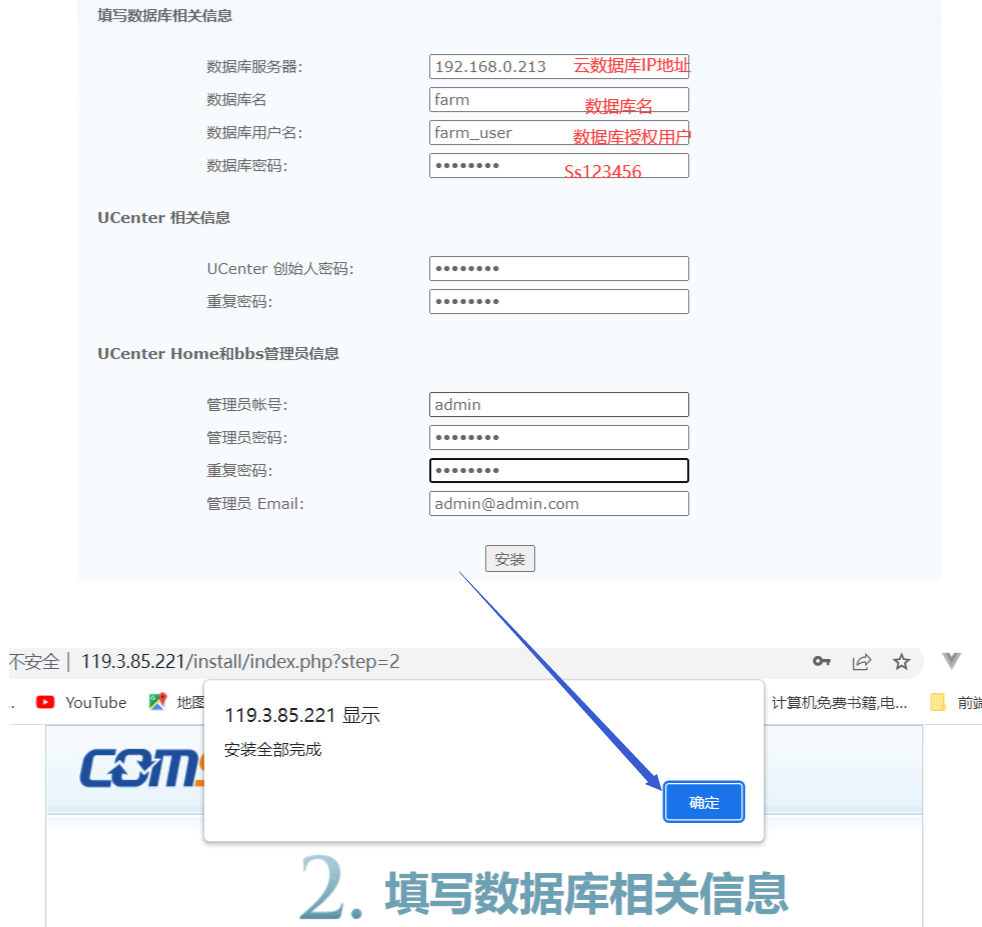 填写数据库相关信息
数据库服务器: 192.168.0.213 云数据库IP地址
数据库名 farm 数据库名
数据库用户名: farm_user 数据库授权用户
数据库密码: •••••••• Ss123456
UCenter 相关信息
UCenter 创始人密码: ••••••••
重复密码: ••••••••
UCenter Home和bbs管理员信息
管理员帐号: admin
管理员密码: ••••••••
重复密码: ••••••••
管理员 Email: admin@admin.com
安装
不安全 | 119.3.85.221/install/index.php?step=2
.. YouTube 地图 计算机免费书籍,电... 前端
119.3.85.221 显示
安装全部完成
确定
COMS
2. 填写数据库相关信息